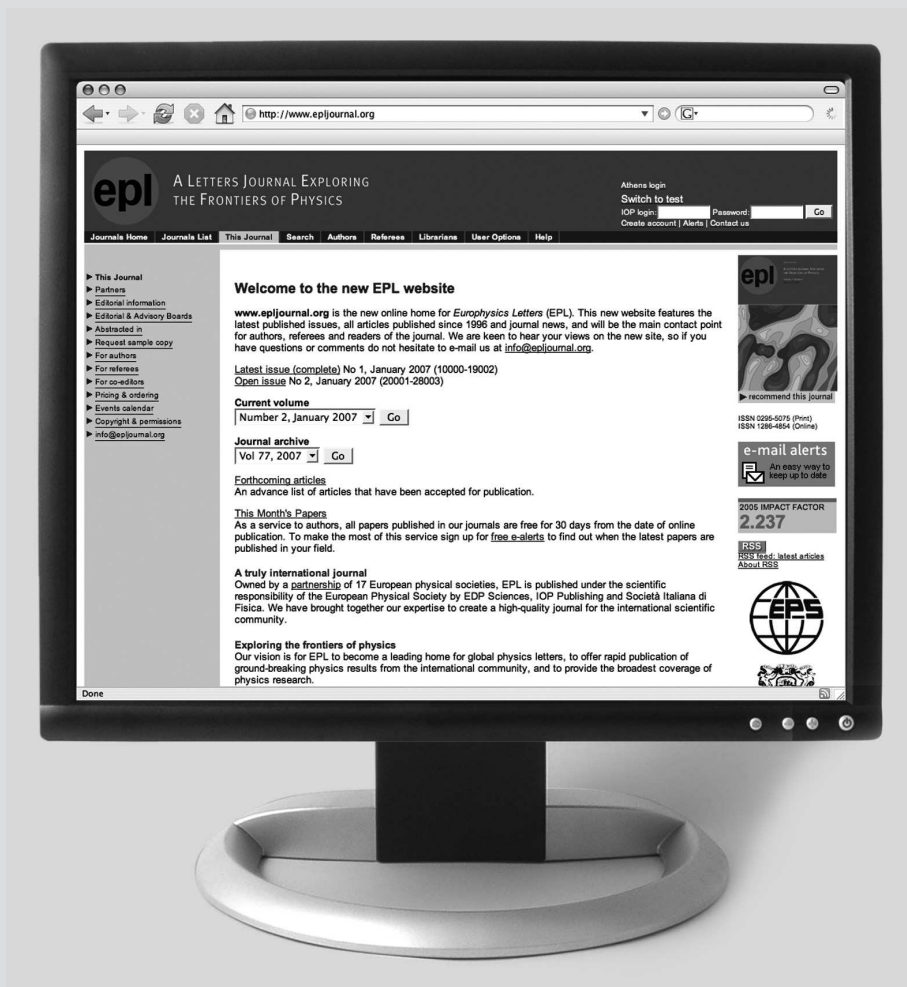 http://www.epljournal.org
G
epl
A LETTERS JOURNAL EXPLORING
THE FRONTIERS OF PHYSICS
Athens login
Switch to test
IOP login: Password: Go
Create account | Alerts | Contact us
Journals Home Journals List This Journal Search Authors Referees Librarians User Options Help
This Journal
Partners
Editorial information
Editorial & Advisory Boards
Abstracted in
Request sample copy
For authors
For referees
For co-editors
Pricing & ordering
Events calendar
Copyright & permissions
info@epljournal.org
Welcome to the new EPL website
www.epljournal.org is the new online home for Europhysics Letters (EPL). This new website features the
latest published issues, all articles published since 1996 and journal news, and will be the main contact point
for authors, referees and readers of the journal. We are keen to hear your views on the new site, so if you
have questions or comments do not hesitate to e-mail us at info@epljournal.org.
Latest issue (complete) No 1, January 2007 (10000-19002)
Open issue No 2, January 2007 (20001-28003)
Current volume
Number 2, January 2007 Go
Journal archive
Vol 77, 2007 Go
Forthcoming articles
An advance list of articles that have been accepted for publication.
This Month's Papers
As a service to authors, all papers published in our journals are free for 30 days from the date of online
publication. To make the most of this service sign up for free e-alerts to find out when the latest papers are
published in your field.
A truly international journal
Owned by a partnership of 17 European physical societies, EPL is published under the scientific
responsibility of the European Physical Society by EDP Sciences, IOP Publishing and Società Italiana di
Fisica. We have brought together our expertise to create a high-quality journal for the international scientific
community.
Exploring the frontiers of physics
Our vision is for EPL to become a leading home for global physics letters, to offer rapid publication of
ground-breaking physics results from the international community, and to provide the broadest coverage of
physics research.
epl
recommend this journal
ISSN 0295-5075 (Print)
ISSN 1286-4854 (Online)
e-mail alerts
An easy way to
keep up to date
2005 IMPACT FACTOR
2.237
RSS
RSS feed: latest articles
About RSS
EPS
Done